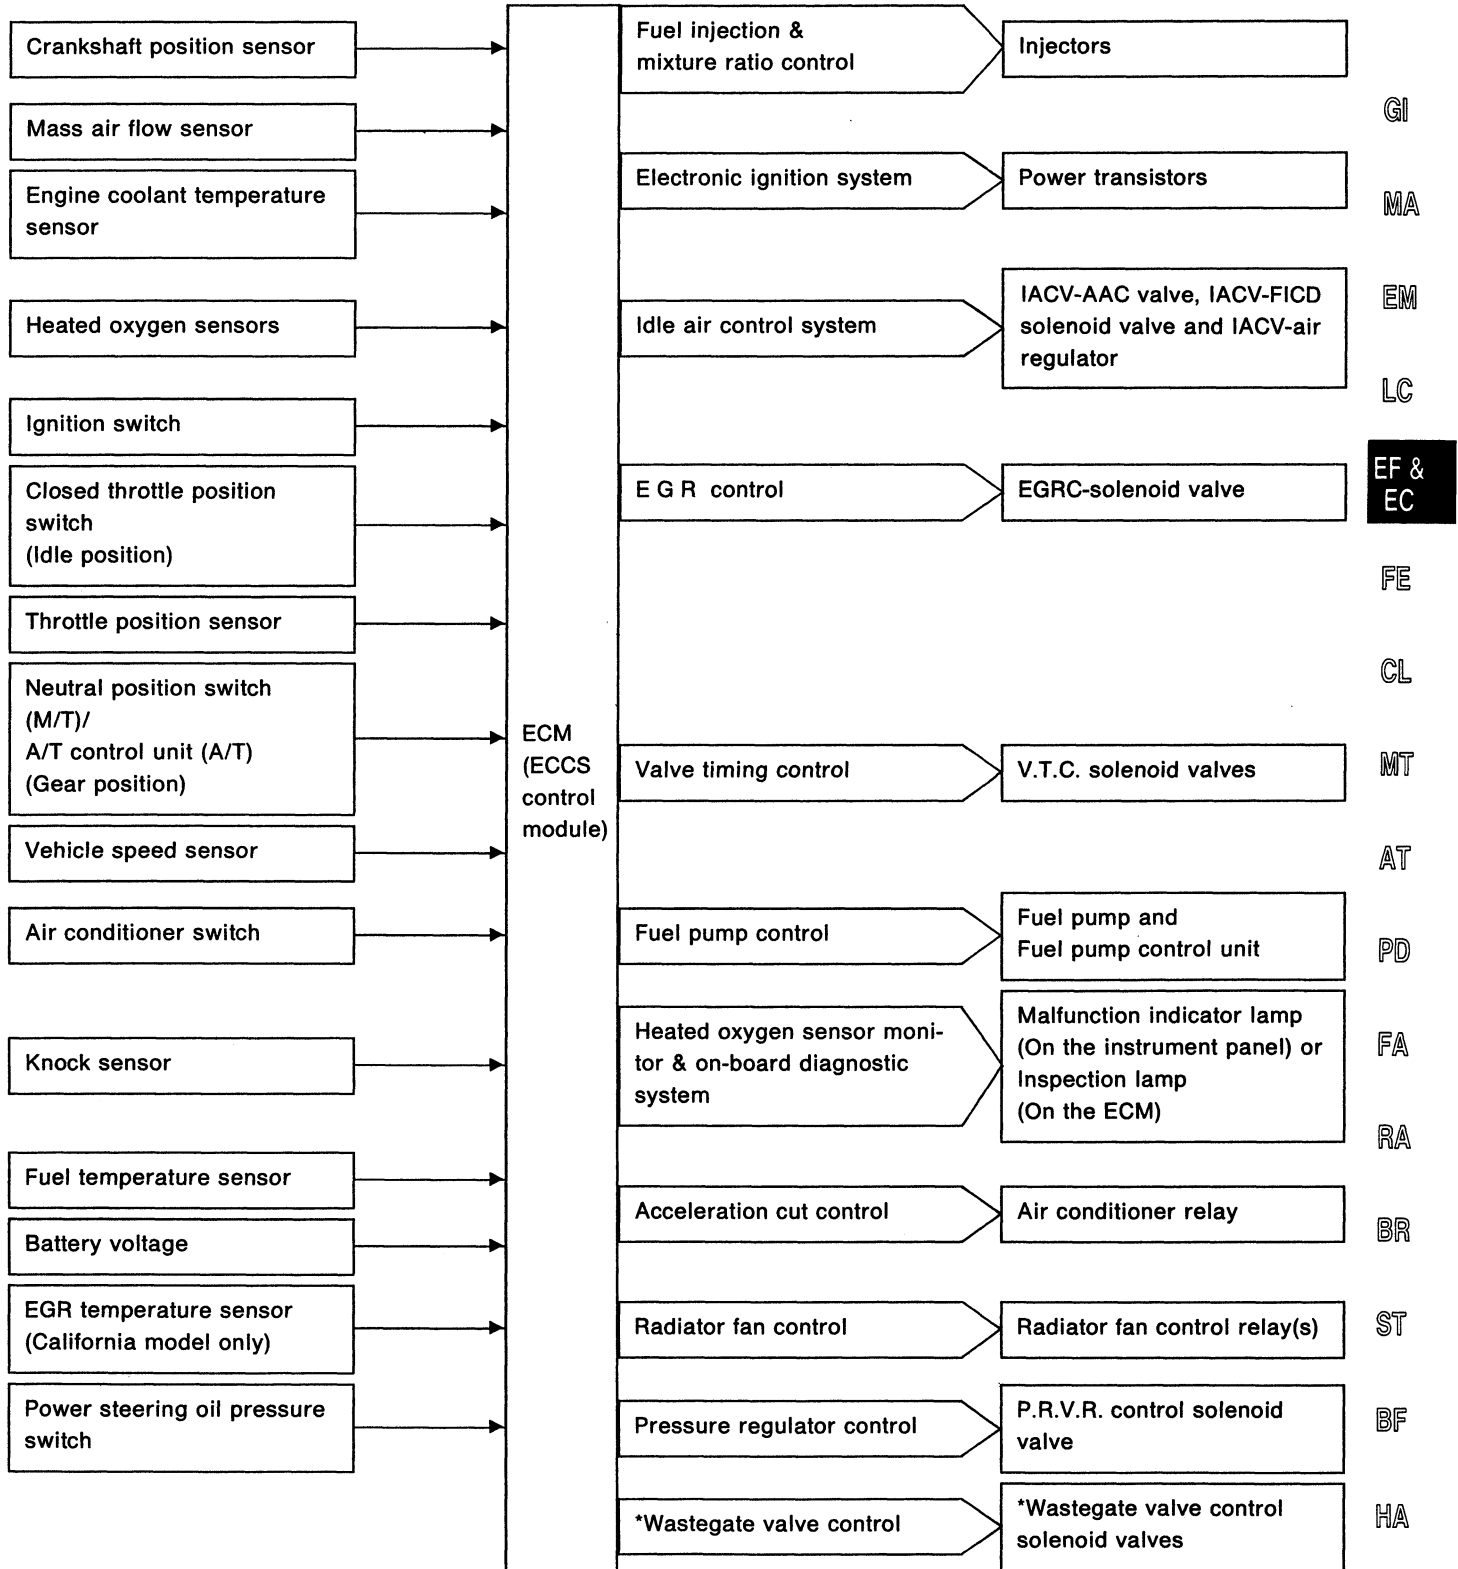 Crankshaft position sensor
Mass air flow sensor
Engine coolant temperature
sensor
Heated oxygen sensors
Ignition switch
Closed throttle position
switch
(Idle position)
Throttle position sensor
Neutral position switch
(M/T)/
A/T control unit (A/T)
(Gear position)
Vehicle speed sensor
Air conditioner switch
Knock sensor
Fuel temperature sensor
Battery voltage
EGR temperature sensor
(California model only)
Power steering oil pressure
switch
ECM
(ECCS
control
module)
Fuel injection &
mixture ratio control
Injectors
Electronic ignition system
Power transistors
Idle air control system
IACV-AAC valve, IACV-FICD
solenoid valve and IACV-air
regulator
E G R control
EGRC-solenoid valve
Valve timing control
V.T.C. solenoid valves
Fuel pump control
Fuel pump and
Fuel pump control unit
Heated oxygen sensor moni-
tor & on-board diagnostic
system
Malfunction indicator lamp
(On the instrument panel) or
Inspection lamp
(On the ECM)
Acceleration cut control
Air conditioner relay
Radiator fan control
Radiator fan control relay(s)
Pressure regulator control
P.R.V.R. control solenoid
valve
*Wastegate valve control
*Wastegate valve control
solenoid valves
GI
MA
EM
LC
EF &
EC
FE
CL
MT
AT
PD
FA
RA
BR
ST
BF
HA